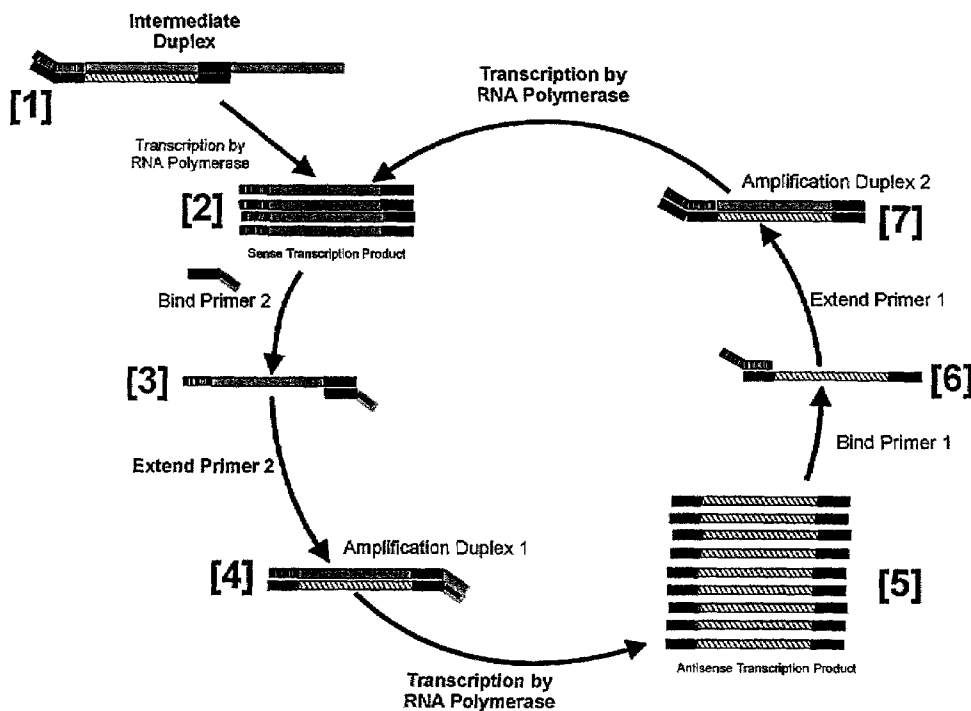 Intermediate
Duplex
[1]
Transcription by
RNA Polymerase
Transcription by
RNA Polymerase
[2]
Sense Transcription Product
Amplification Duplex 2
[7]
Bind Primer 2
Extend Primer 1
[3]
[6]
Extend Primer 2
Bind Primer 1
Amplification Duplex 1
[4]
[5]
Antisense Transcription Product
Transcription by
RNA Polymerase